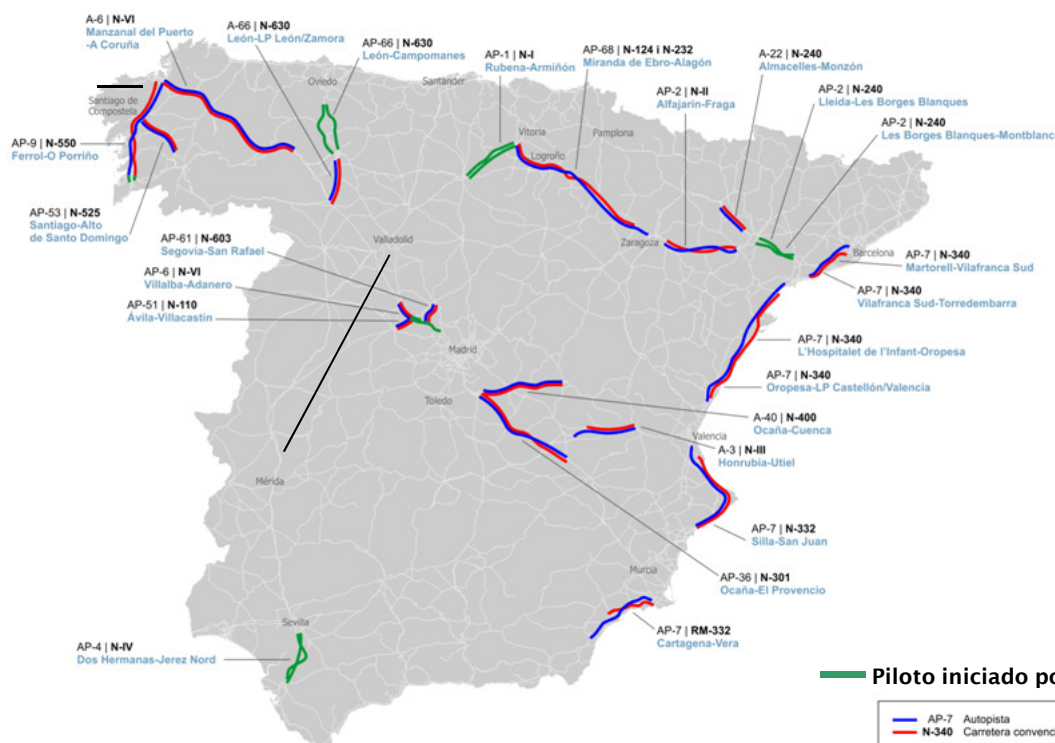 A-6 | N-VI
Manzanal del Puerto
-A Coruña
A-66 | N-630
León-LP León/Zamora
AP-66 | N-630
León-Campomanes
AP-1 | N-I
Rubena-Armiñón
AP-68 | N-124 i N-232
Miranda de Ebro-Alagón
A-22 | N-240
Almacelles-Monzón
AP-2 | N-II
Alfajarín-Fraga
AP-2 | N-240
Lleida-Les Borges Blanques
AP-2 | N-240
Les Borges Blanques-Montblanc
Oviedo
Santander
Santiago de
Compostela
Vitoria
Pamplona
Logroño
AP-9 | N-550
Ferrol-O Porriño
AP-53 | N-525
Santiago-Alto
de Santo Domingo
Valladolid
Zaragoza
Barcelona
AP-61 | N-603
Segovia-San Rafael
AP-6 | N-VI
Villalba-Adanero
AP-51 | N-110
Ávila-Villacastín
AP-7 | N-340
Martorell-Vilafranca Sud
AP-7 | N-340
Vilafranca Sud-Torredembarra
AP-7 | N-340
L'Hospitalet de l'Infant-Oropesa
AP-7 | N-340
Oropesa-LP Castellón/Valencia
Madrid
Toledo
A-40 | N-400
Ocaña-Cuenca
Valencia
A-3 | N-III
Honrubia-Utiel
Mérida
AP-7 | N-332
Silla-San Juan
Murcia
AP-36 | N-301
Ocaña-El Provencio
AP-7 | RM-332
Cartagena-Vera
Sevilla
AP-4 | N-IV
Dos Hermanas-Jerez Nord
Piloto iniciado po
AP-7 Autopista
N-340 Carretera convenc